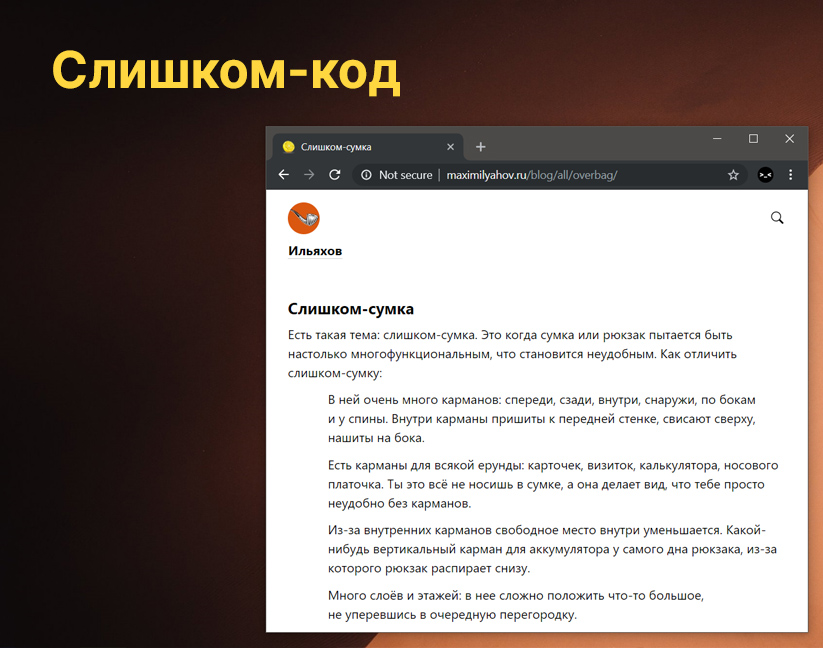 Слишком-код
Слишком-сумка
Not secure | maximilyahov.ru/blog/all/overbag/
Ильяхов
Слишком-сумка
Есть такая тема: слишком-сумка. Это когда сумка или рюкзак пытается быть
настолько многофункциональным, что становится неудобным. Как отличить
слишком-сумку:
В ней очень много карманов: спереди, сзади, внутри, снаружи, по бокам
и у спины. Внутри карманы пришиты к передней стенке, свисают сверху,
нашиты на бока.
Есть карманы для всякой ерунды: карточек, визиток, калькулятора, носового
платочка. Ты это всё не носишь в сумке, а она делает вид, что тебе просто
неудобно без карманов.
Из-за внутренних карманов свободное место внутри уменьшается. Какой-
нибудь вертикальный карман для аккумулятора у самого дна рюкзака, из-за
которого рюкзак распирает снизу.
Много слоёв и этажей: в нее сложно положить что-то большое,
не уперевшись в очередную перегородку.